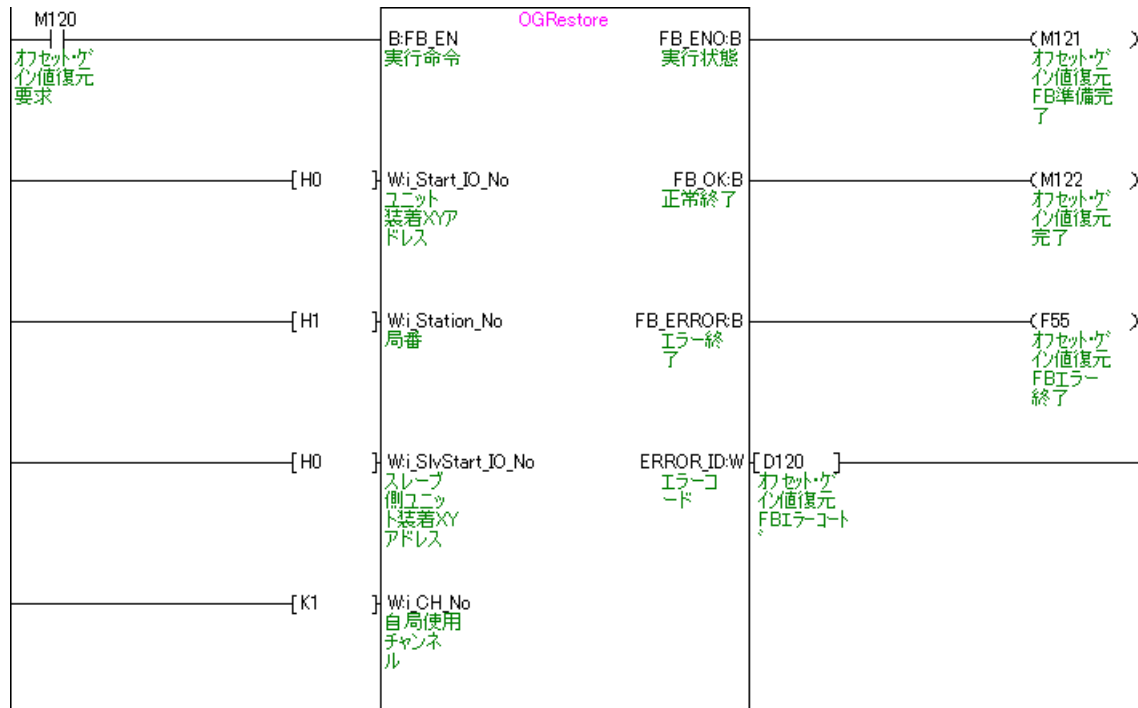 M120
オフセット・ゲ
イン値復元
要求
OGRestore
B:FB_EN
実行命令
FB_ENO:B
実行状態
M121
オフセット・ゲ
イン値復元
FB準備完
了
H0
W:i_Start_IO_No
ユニット
装着XYア
ドレス
FB_OK:B
正常終了
M122
オフセット・ゲ
イン値復元
完了
H1
W:i_Station_No
局番
FB_ERROR:B
エラー終
了
F55
オフセット・ゲ
イン値復元
FBエラー
終了
H0
W:i_SlvStart_IO_No
スレーブ
側ユニッ
ト装着XY
アドレス
ERROR_ID:W
エラーコ
ード
D120
オフセット・ゲ
イン値復元
FBエラーコート
゛
K1
W:i_CH_No
自局使用
チャンネ
ル